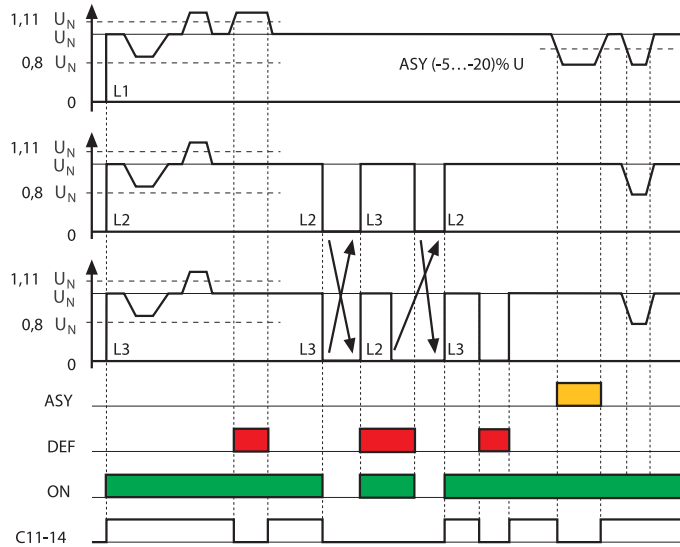 1,11 U_N
U_N
0,8 U_N
ASY (-5...-20)% U
0
L1
1,11 U_N
U_N
0,8 U_N
L2 L2 L3 L2
0
1,11 U_N
U_N
0,8 U_N
L3 L3 L2 L3
0
ASY
DEF
ON
C11-14